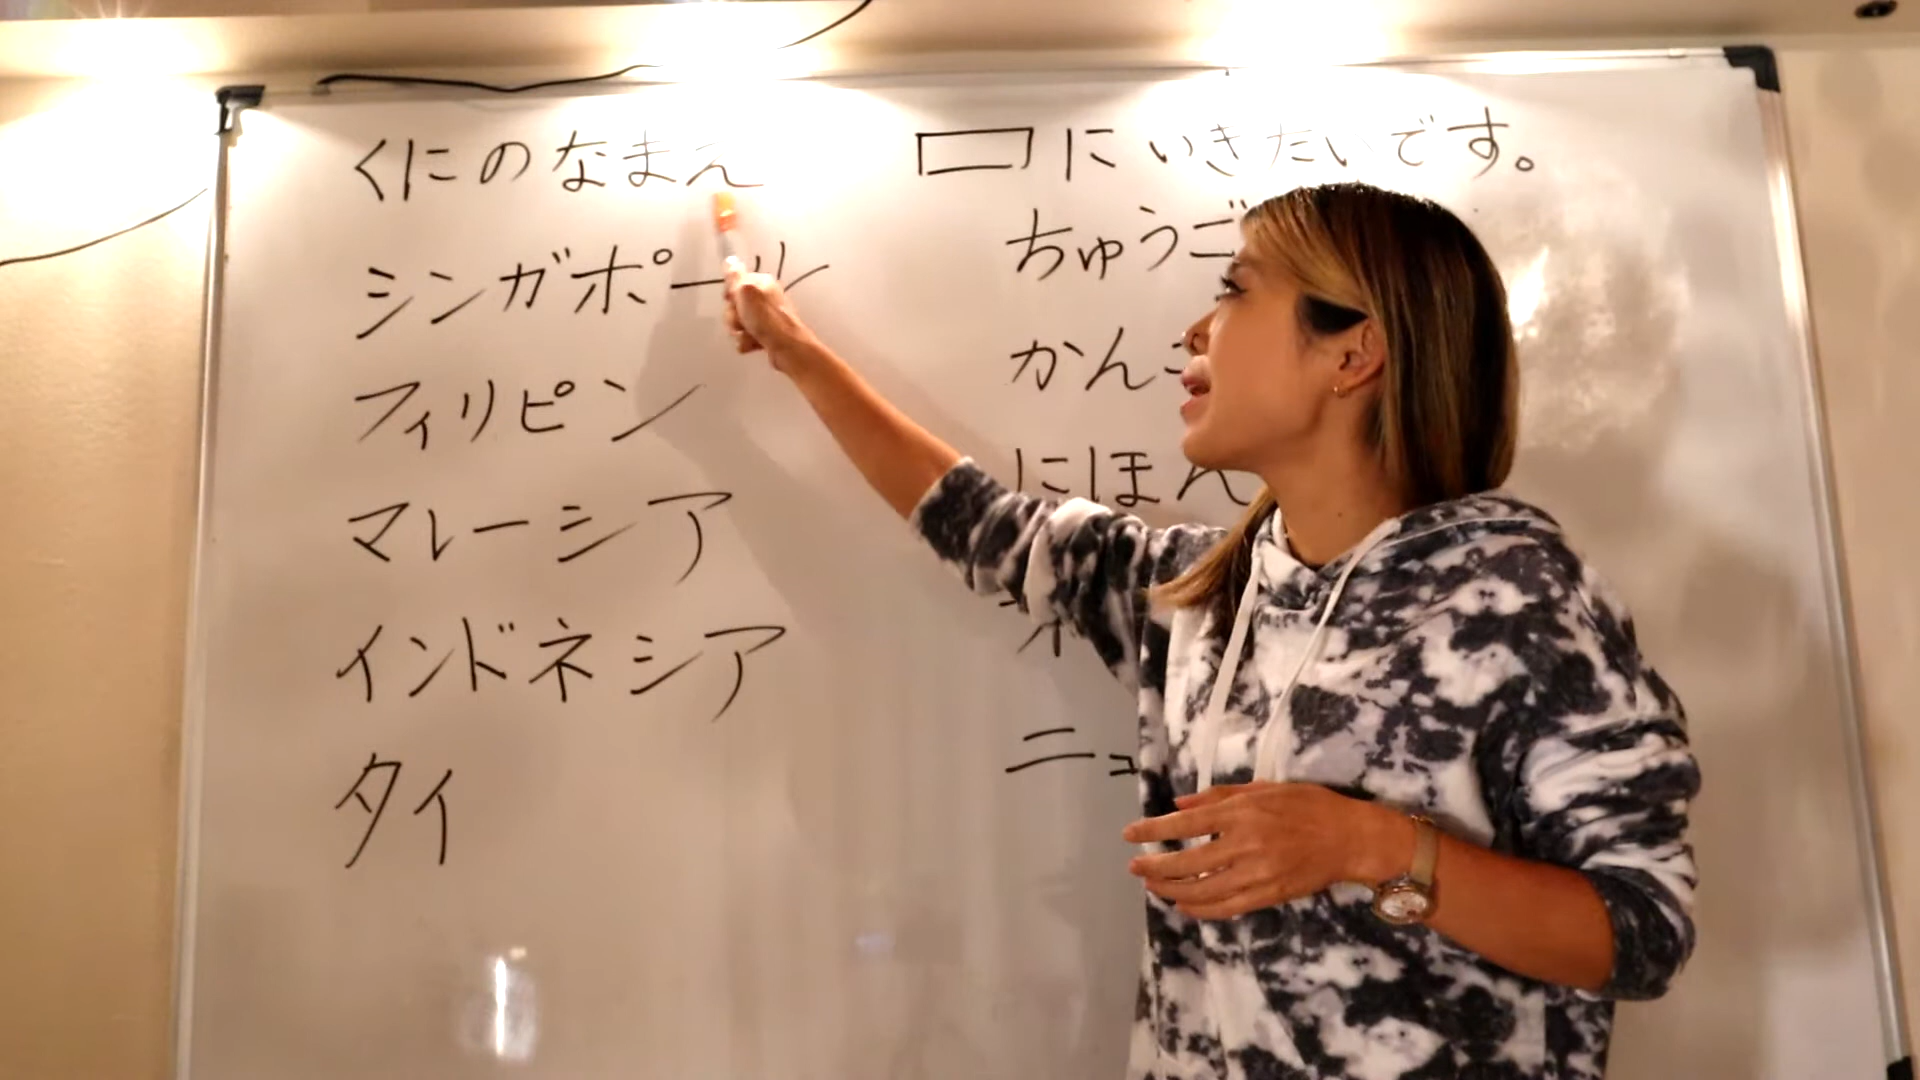 くにのなまえ
シンガポール
フィリピン
マレーシア
インドネシア
タイ
にいきたいです。
ちゅうご
かん
にほん
ニュ